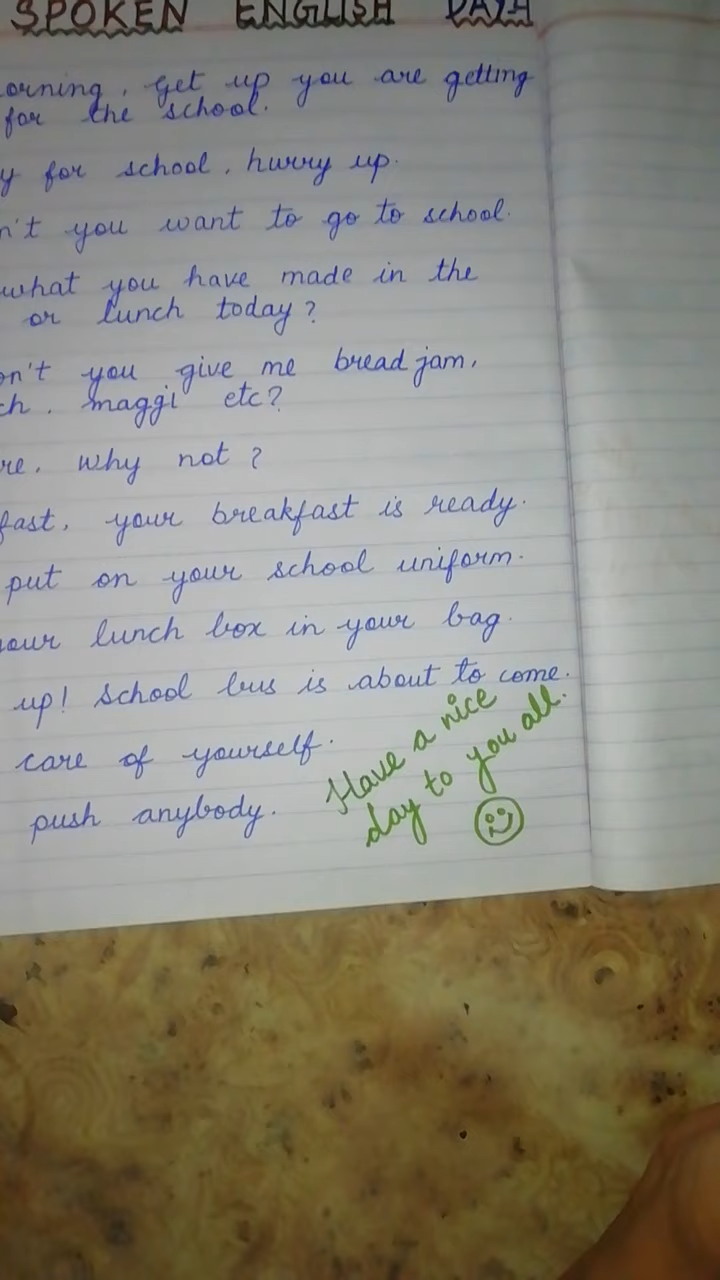 SPOKEN ENGLISH DAY
orning, Get up you are getting
for the school.
y for school, hurry up.
n't you want to go to school.
what you have made in the
or lunch today?
on't you give me bread jam,
ch, maggi etc?
re, Why not?
fast, your breakfast is ready.
put on your school uniform.
our lunch box in your bag.
up! School bus is about to come.
care of yourself.
push anybody.
Have a nice
day to you all.